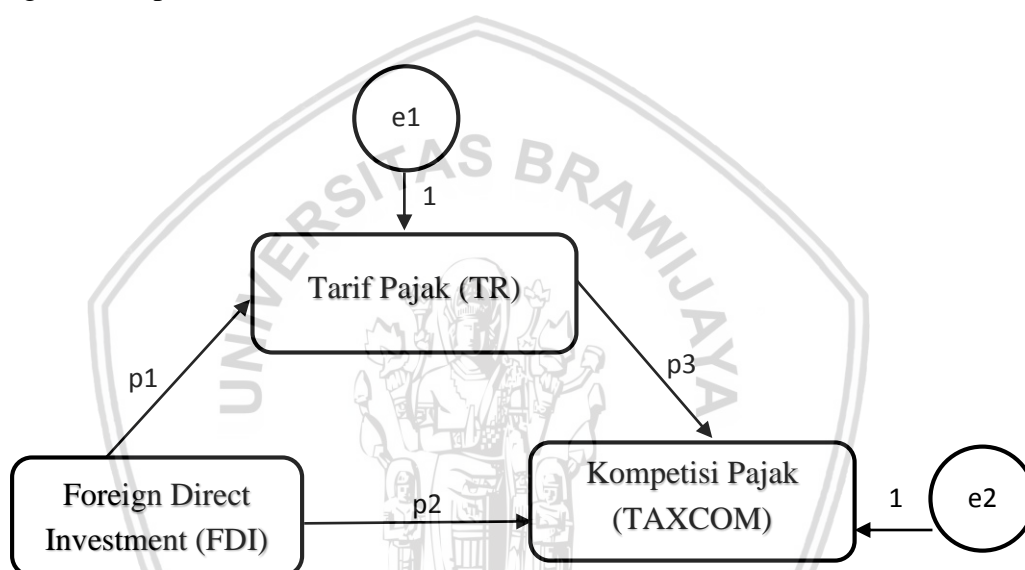 e1
UNIVERSITAS BRAWIJAYA
1
Tarif Pajak (TR)
p1
p3
Foreign Direct
Investment (FDI)
p2
Kompetisi Pajak
(TAXCOM)
1
e2